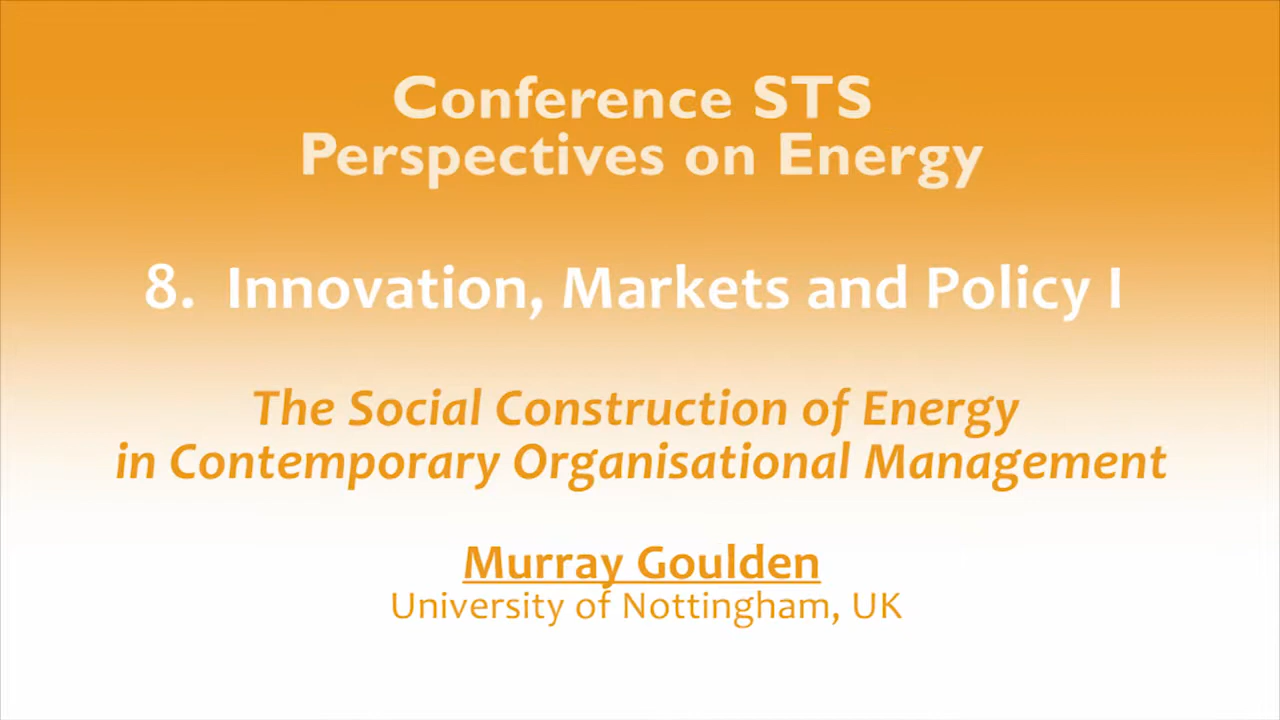 Conference STS
Perspectives on Energy
8. Innovation, Markets and Policy I
The Social Construction of Energy
in Contemporary Organisational Management
Murray Goulden
University of Nottingham, UK